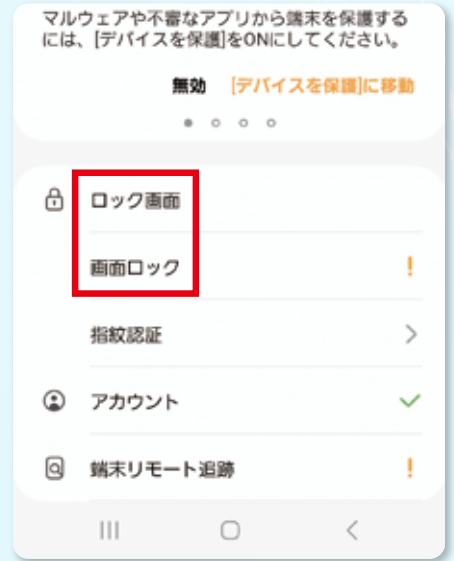 マルウェアや不審なアプリから端末を保護する
には、[デバイスを保護]をONにしてください。
無効 [デバイスを保護]に移動
ロック画面
画面ロック
指紋認証
アカウント
端末リモート追跡